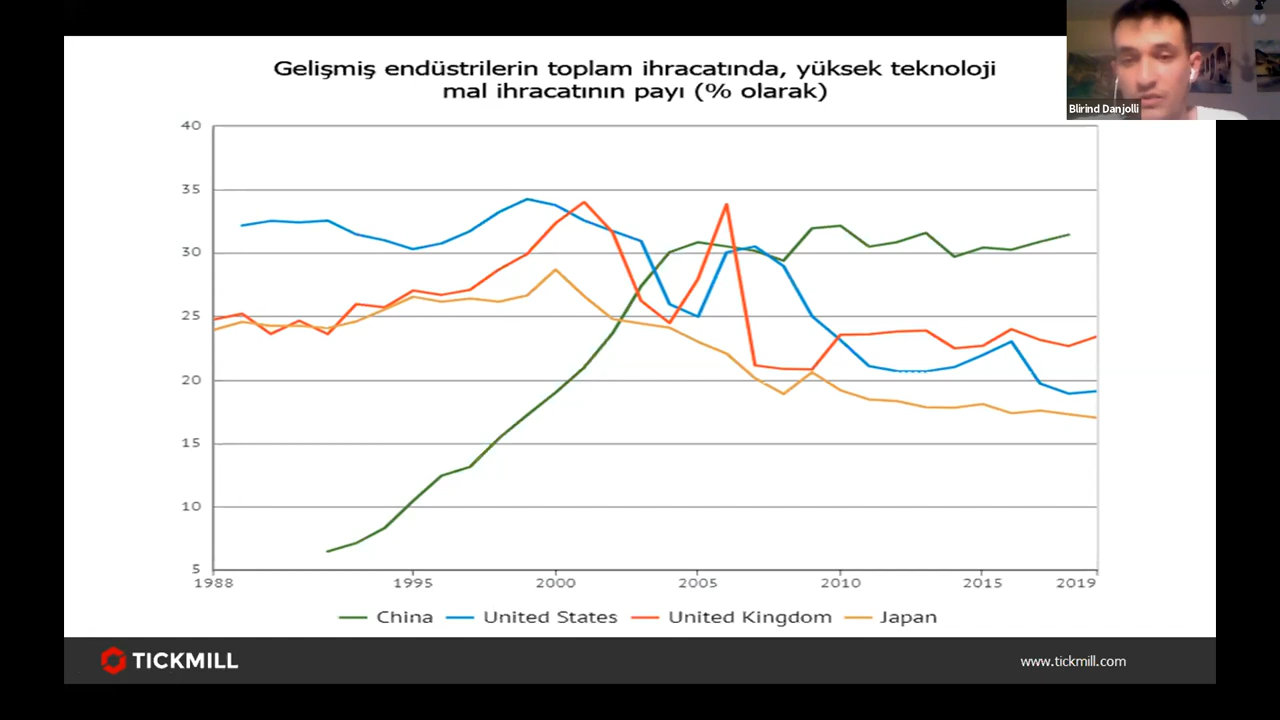 Gelişmiş endüstrilerin toplam ihracatında, yüksek teknoloji
mal ihracatının payı (% olarak)
Blirind Danjolli
40
35
30
25
20
15
10
5
1988 1995 2000 2005 2010 2015 2019
China United States United Kingdom Japan
TICKMILL
www.tickmill.com